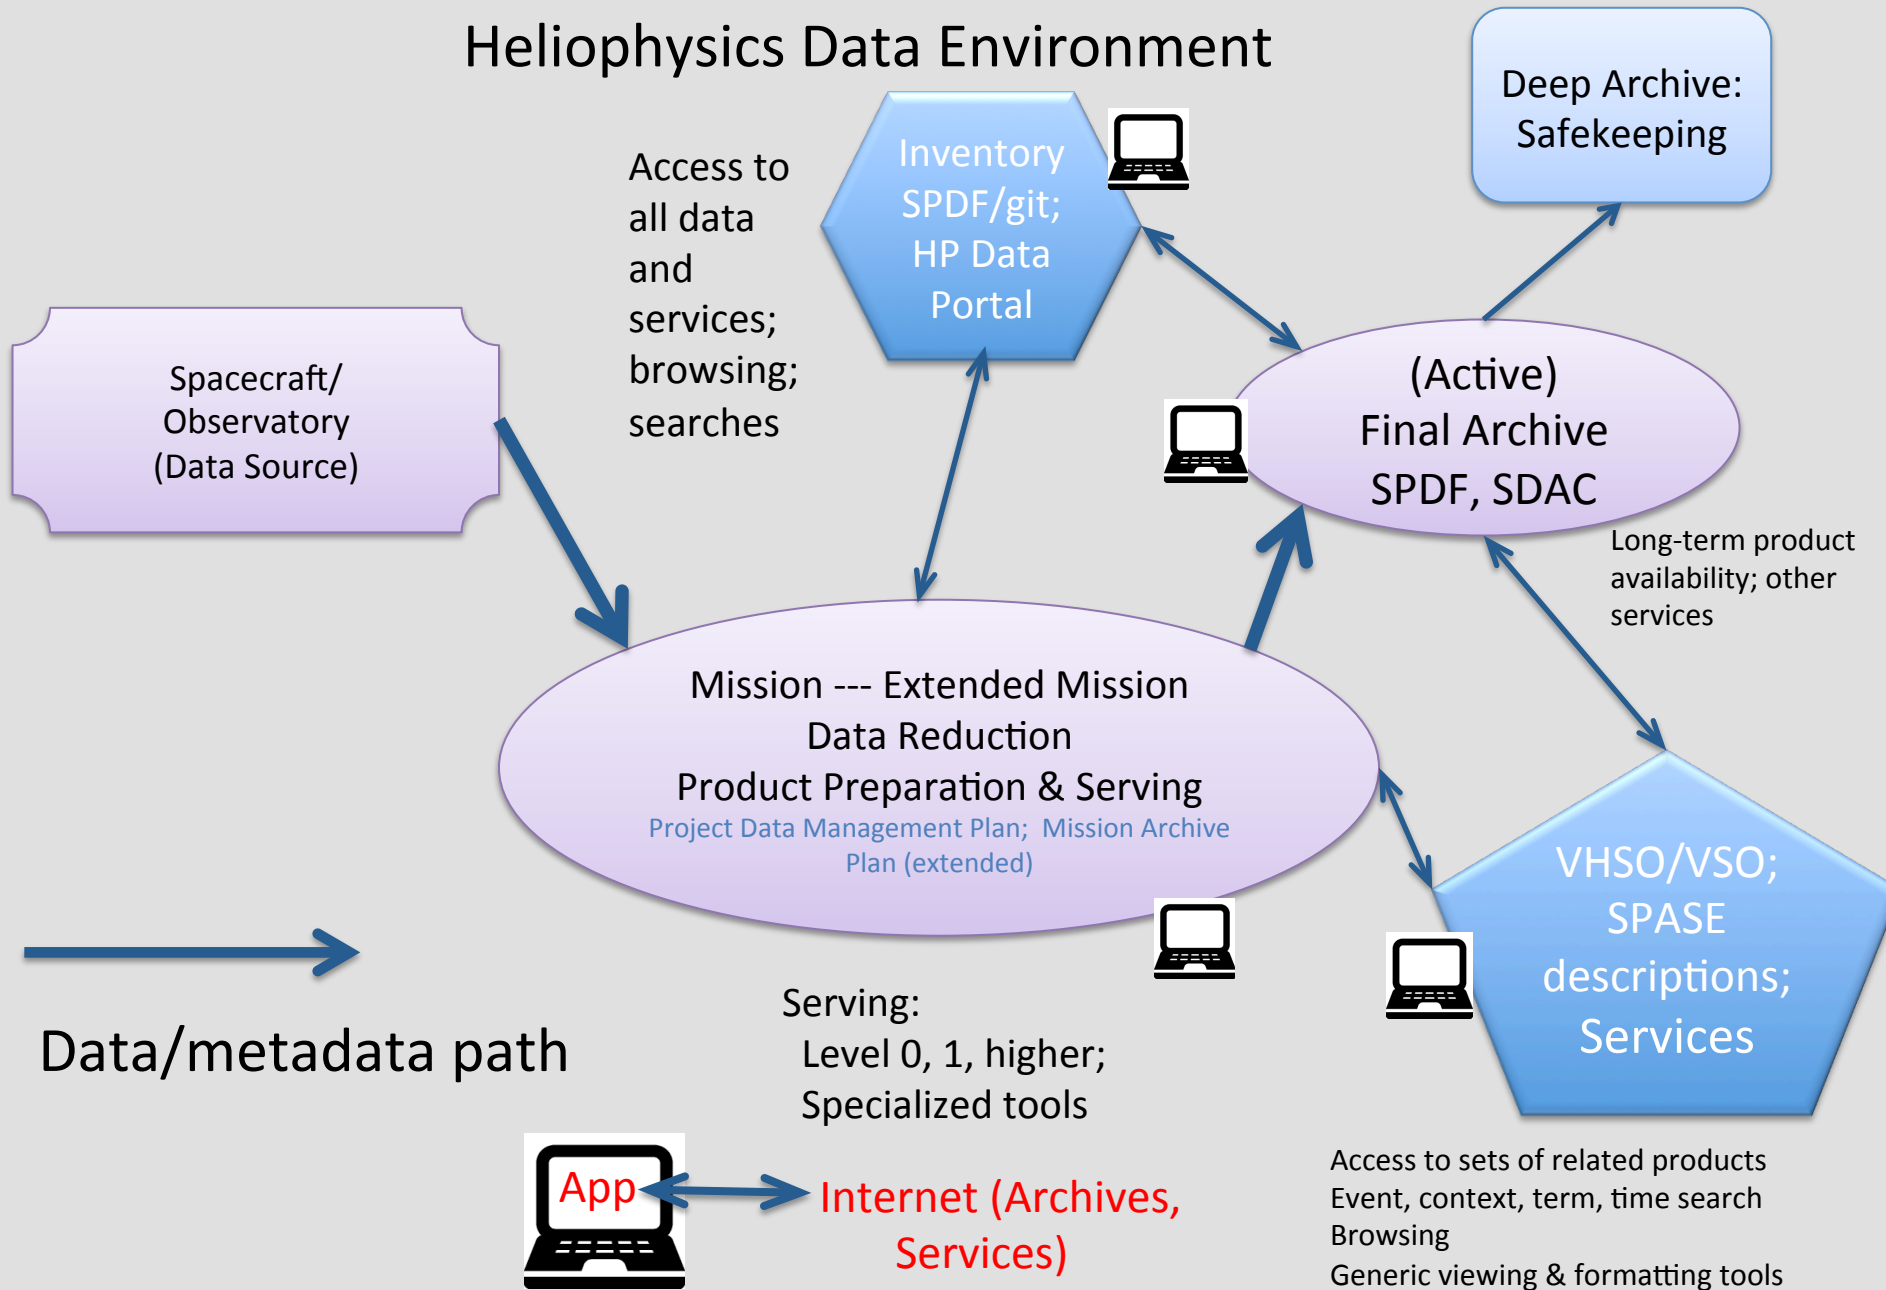 Heliophysics Data Environment
Deep Archive:
Safekeeping
Inventory
SPDF/git;
HP Data
Portal
Access to
all data
and
services;
browsing;
searches
Spacecraft/
Observatory
(Data Source)
(Active)
Final Archive
SPDF, SDAC
Long-term product
availability; other
services
Mission --- Extended Mission
Data Reduction
Product Preparation & Serving
Project Data Management Plan;  Mission Archive
Plan (extended)
VHSO/VSO;
SPASE
descriptions;
Services
Data/metadata path
Serving:
Level 0, 1, higher;
Specialized tools
App
Internet (Archives,
Services)
Access to sets of related products
Event, context, term, time search
Browsing
Generic viewing & formatting tools